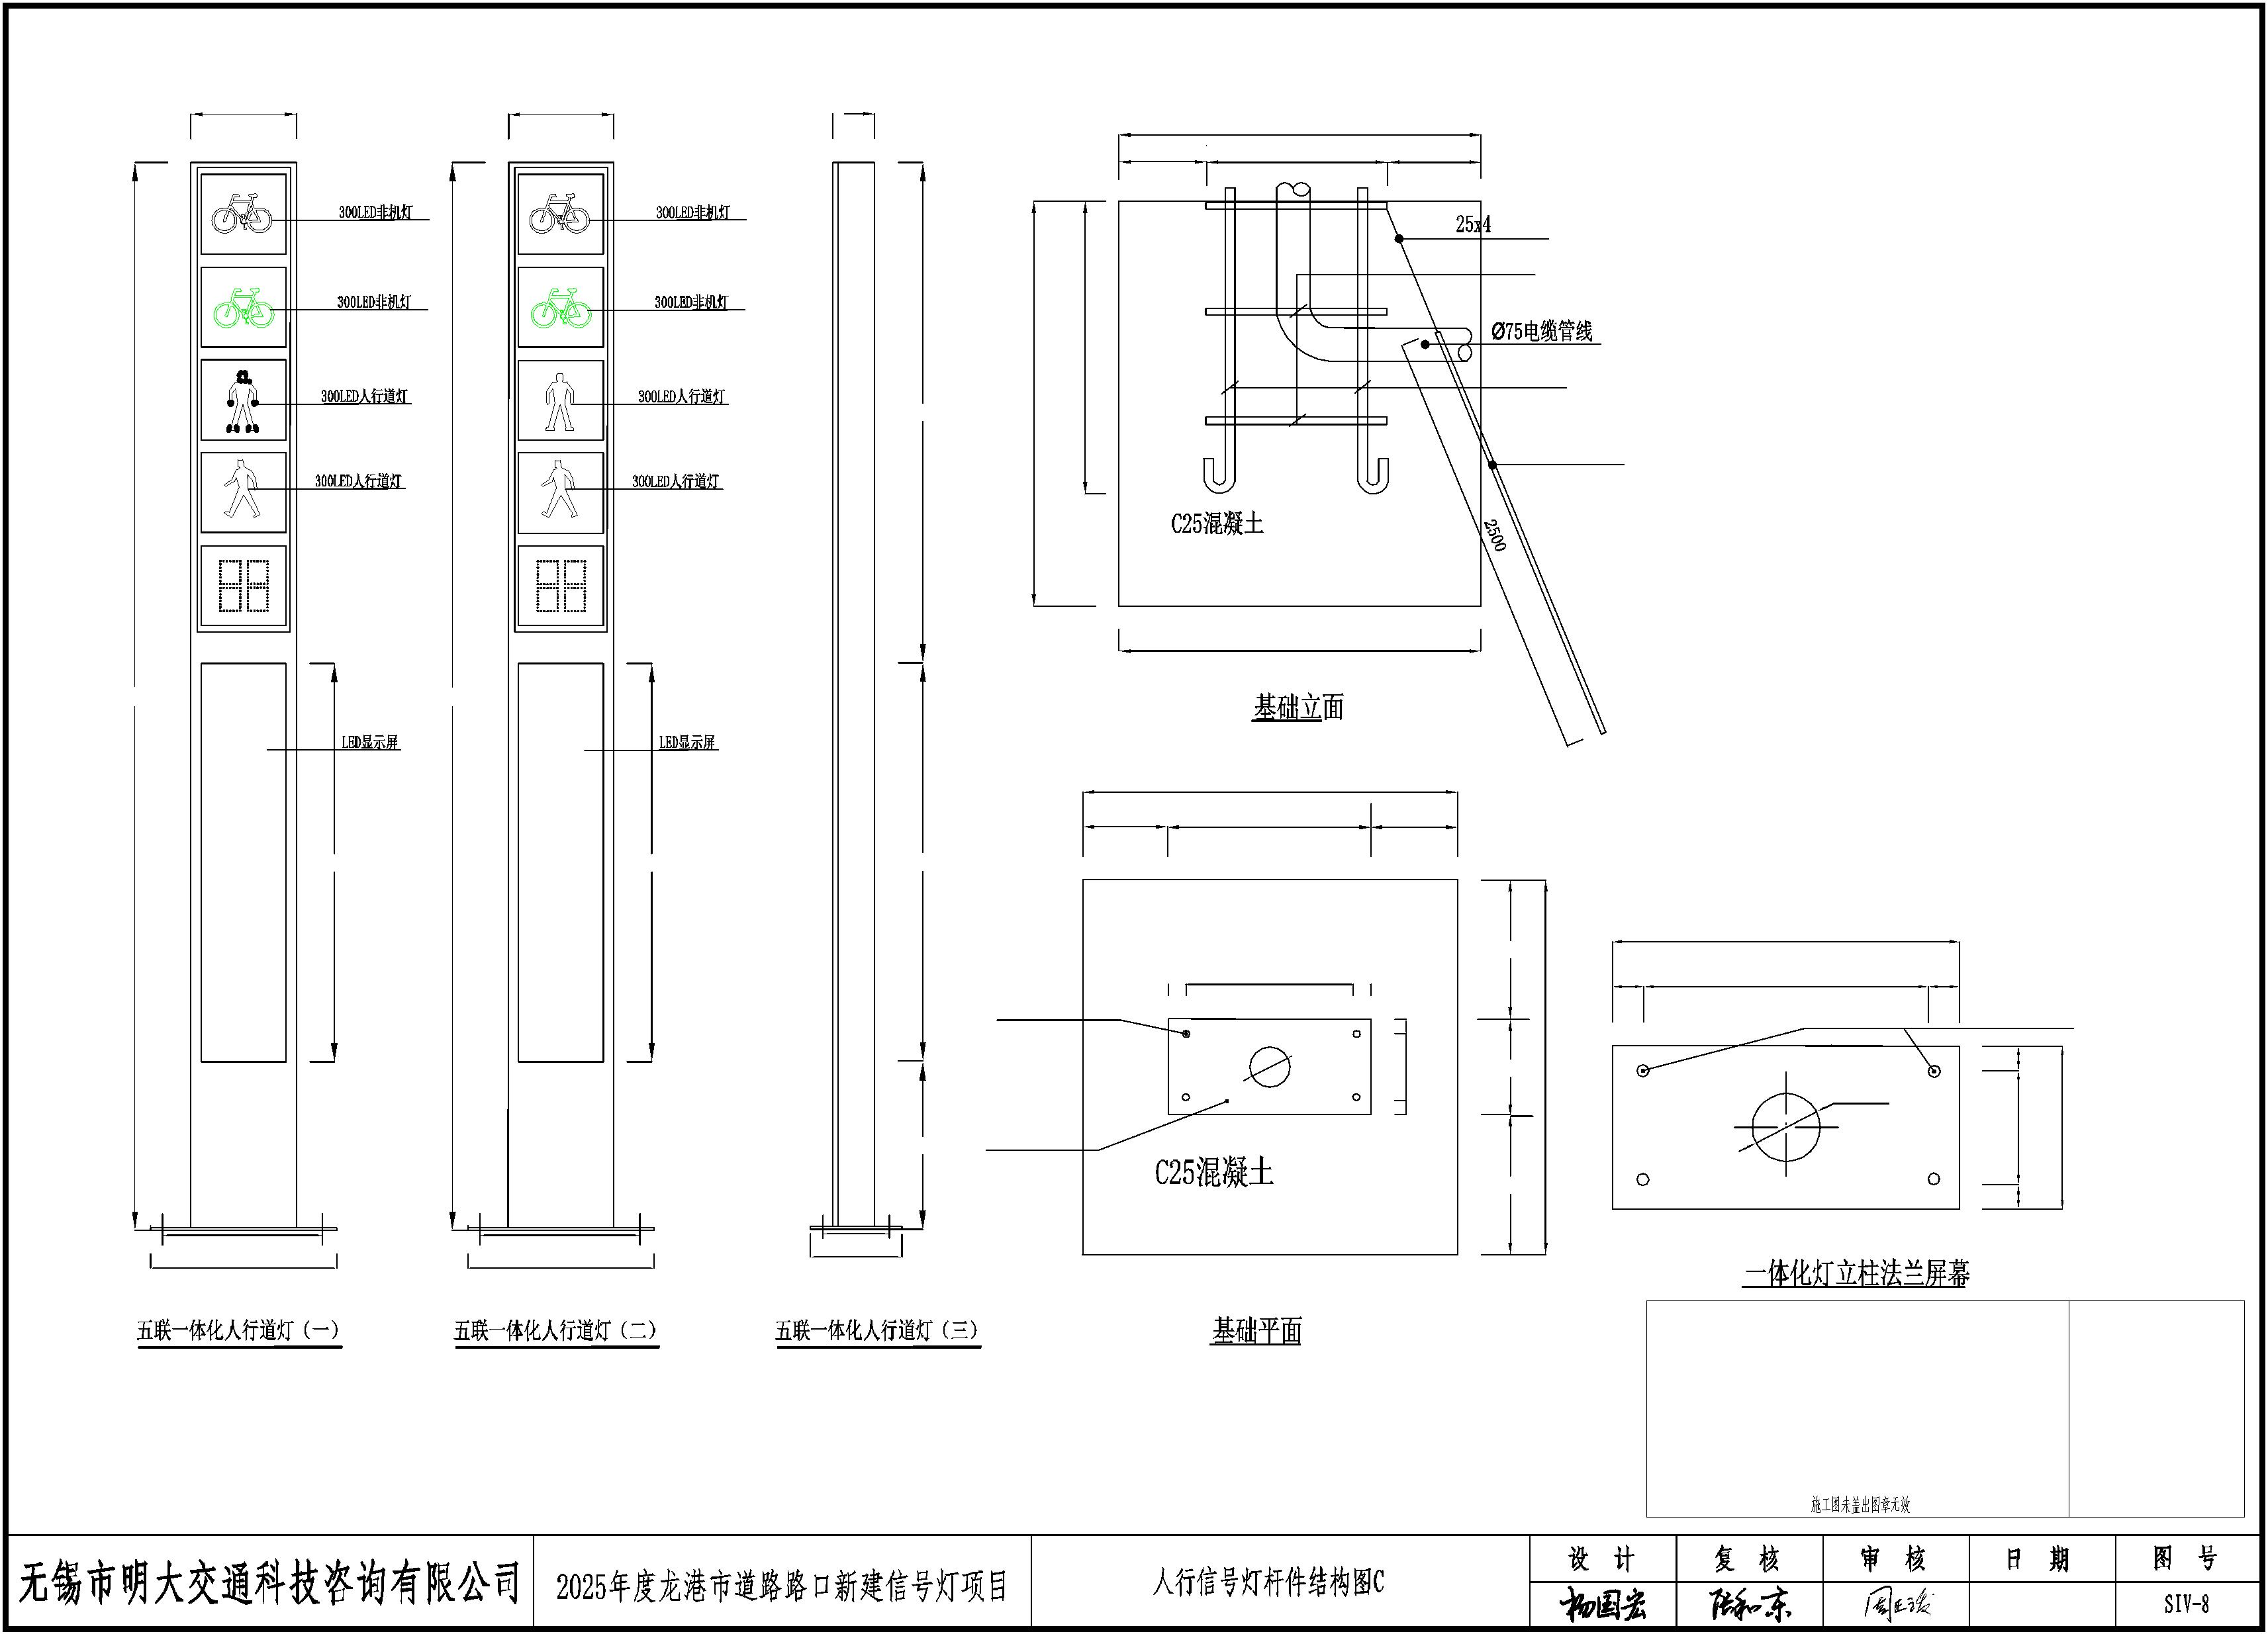 300LED非机灯
300LED非机灯
300LED人行道灯
300LED人行道灯
LED显示屏
五联一体化人行道灯(一)
300LED非机灯
300LED非机灯
300LED人行道灯
300LED人行道灯
LED显示屏
五联一体化人行道灯(二)
五联一体化人行道灯(三)
25x4
Ø75电缆管线
2500
C25混凝土
基础立面
C25混凝土
基础平面
一体化灯立柱法兰屏幕
施工图未盖出图章无效
无锡市明大交通科技咨询有限公司
2025年度龙港市道路路口新建信号灯项目
人行信号灯杆件结构图C
设 计
复 核
审 核
日 期
图 号
杨国宏
陆和东
SIV-8